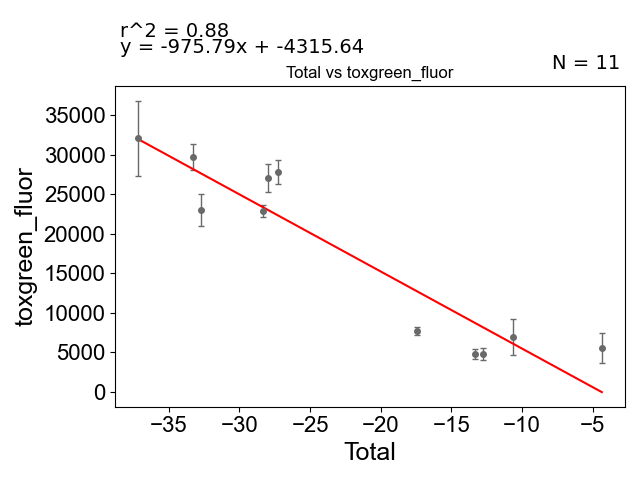 r^2 = 0.88
y = -975.79x + -4315.64
N = 11
Total vs toxgreen_fluor
35000
30000
25000
20000
15000
10000
5000
0
toxgreen_fluor
−35 −30 −25 −20 −15 −10 −5
Total